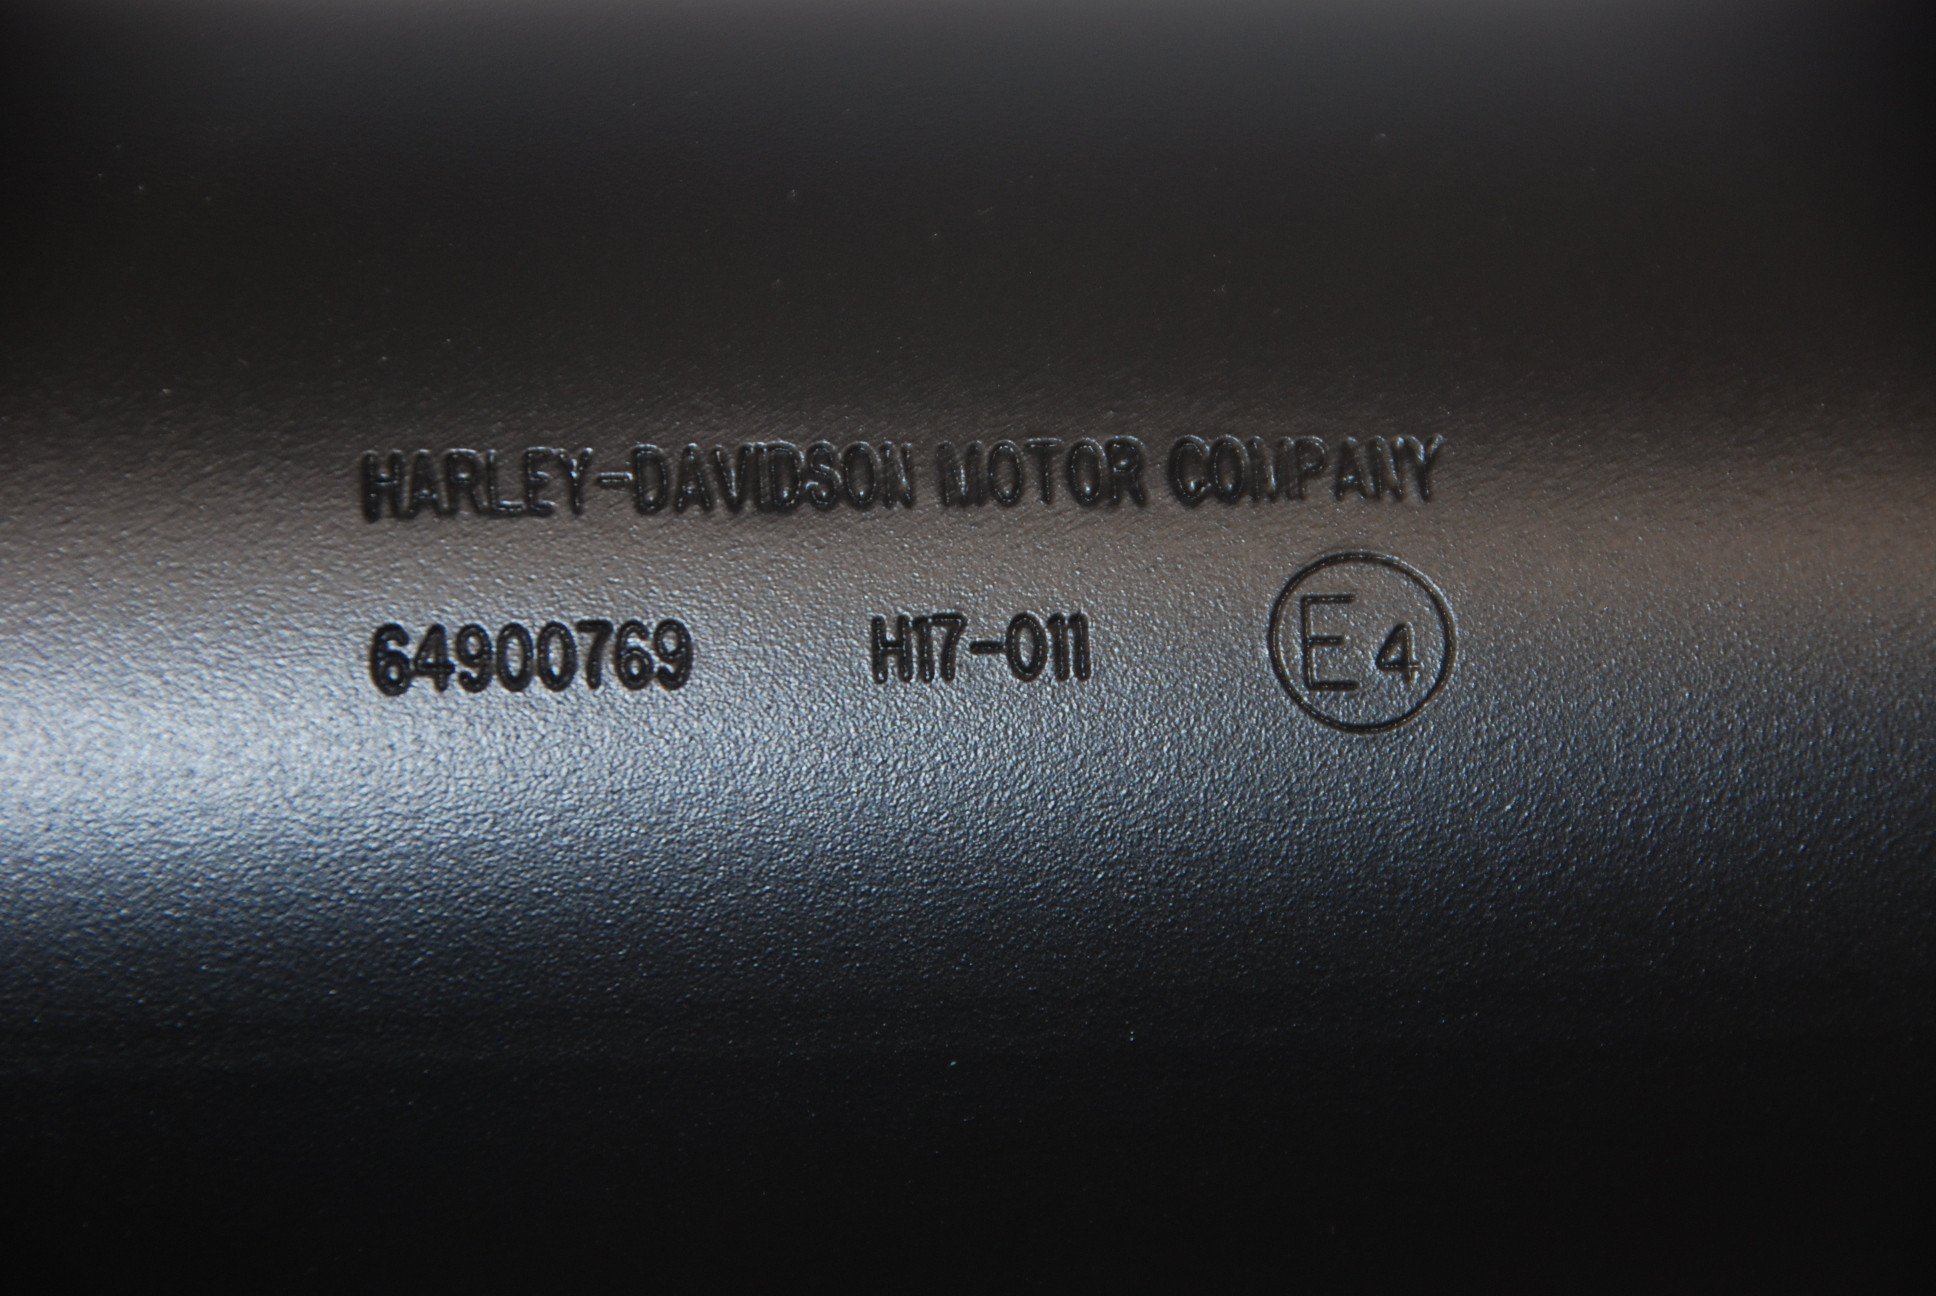 HARLEY-DAVIDSON MOTOR COMPANY
64900769 H17-011 E4